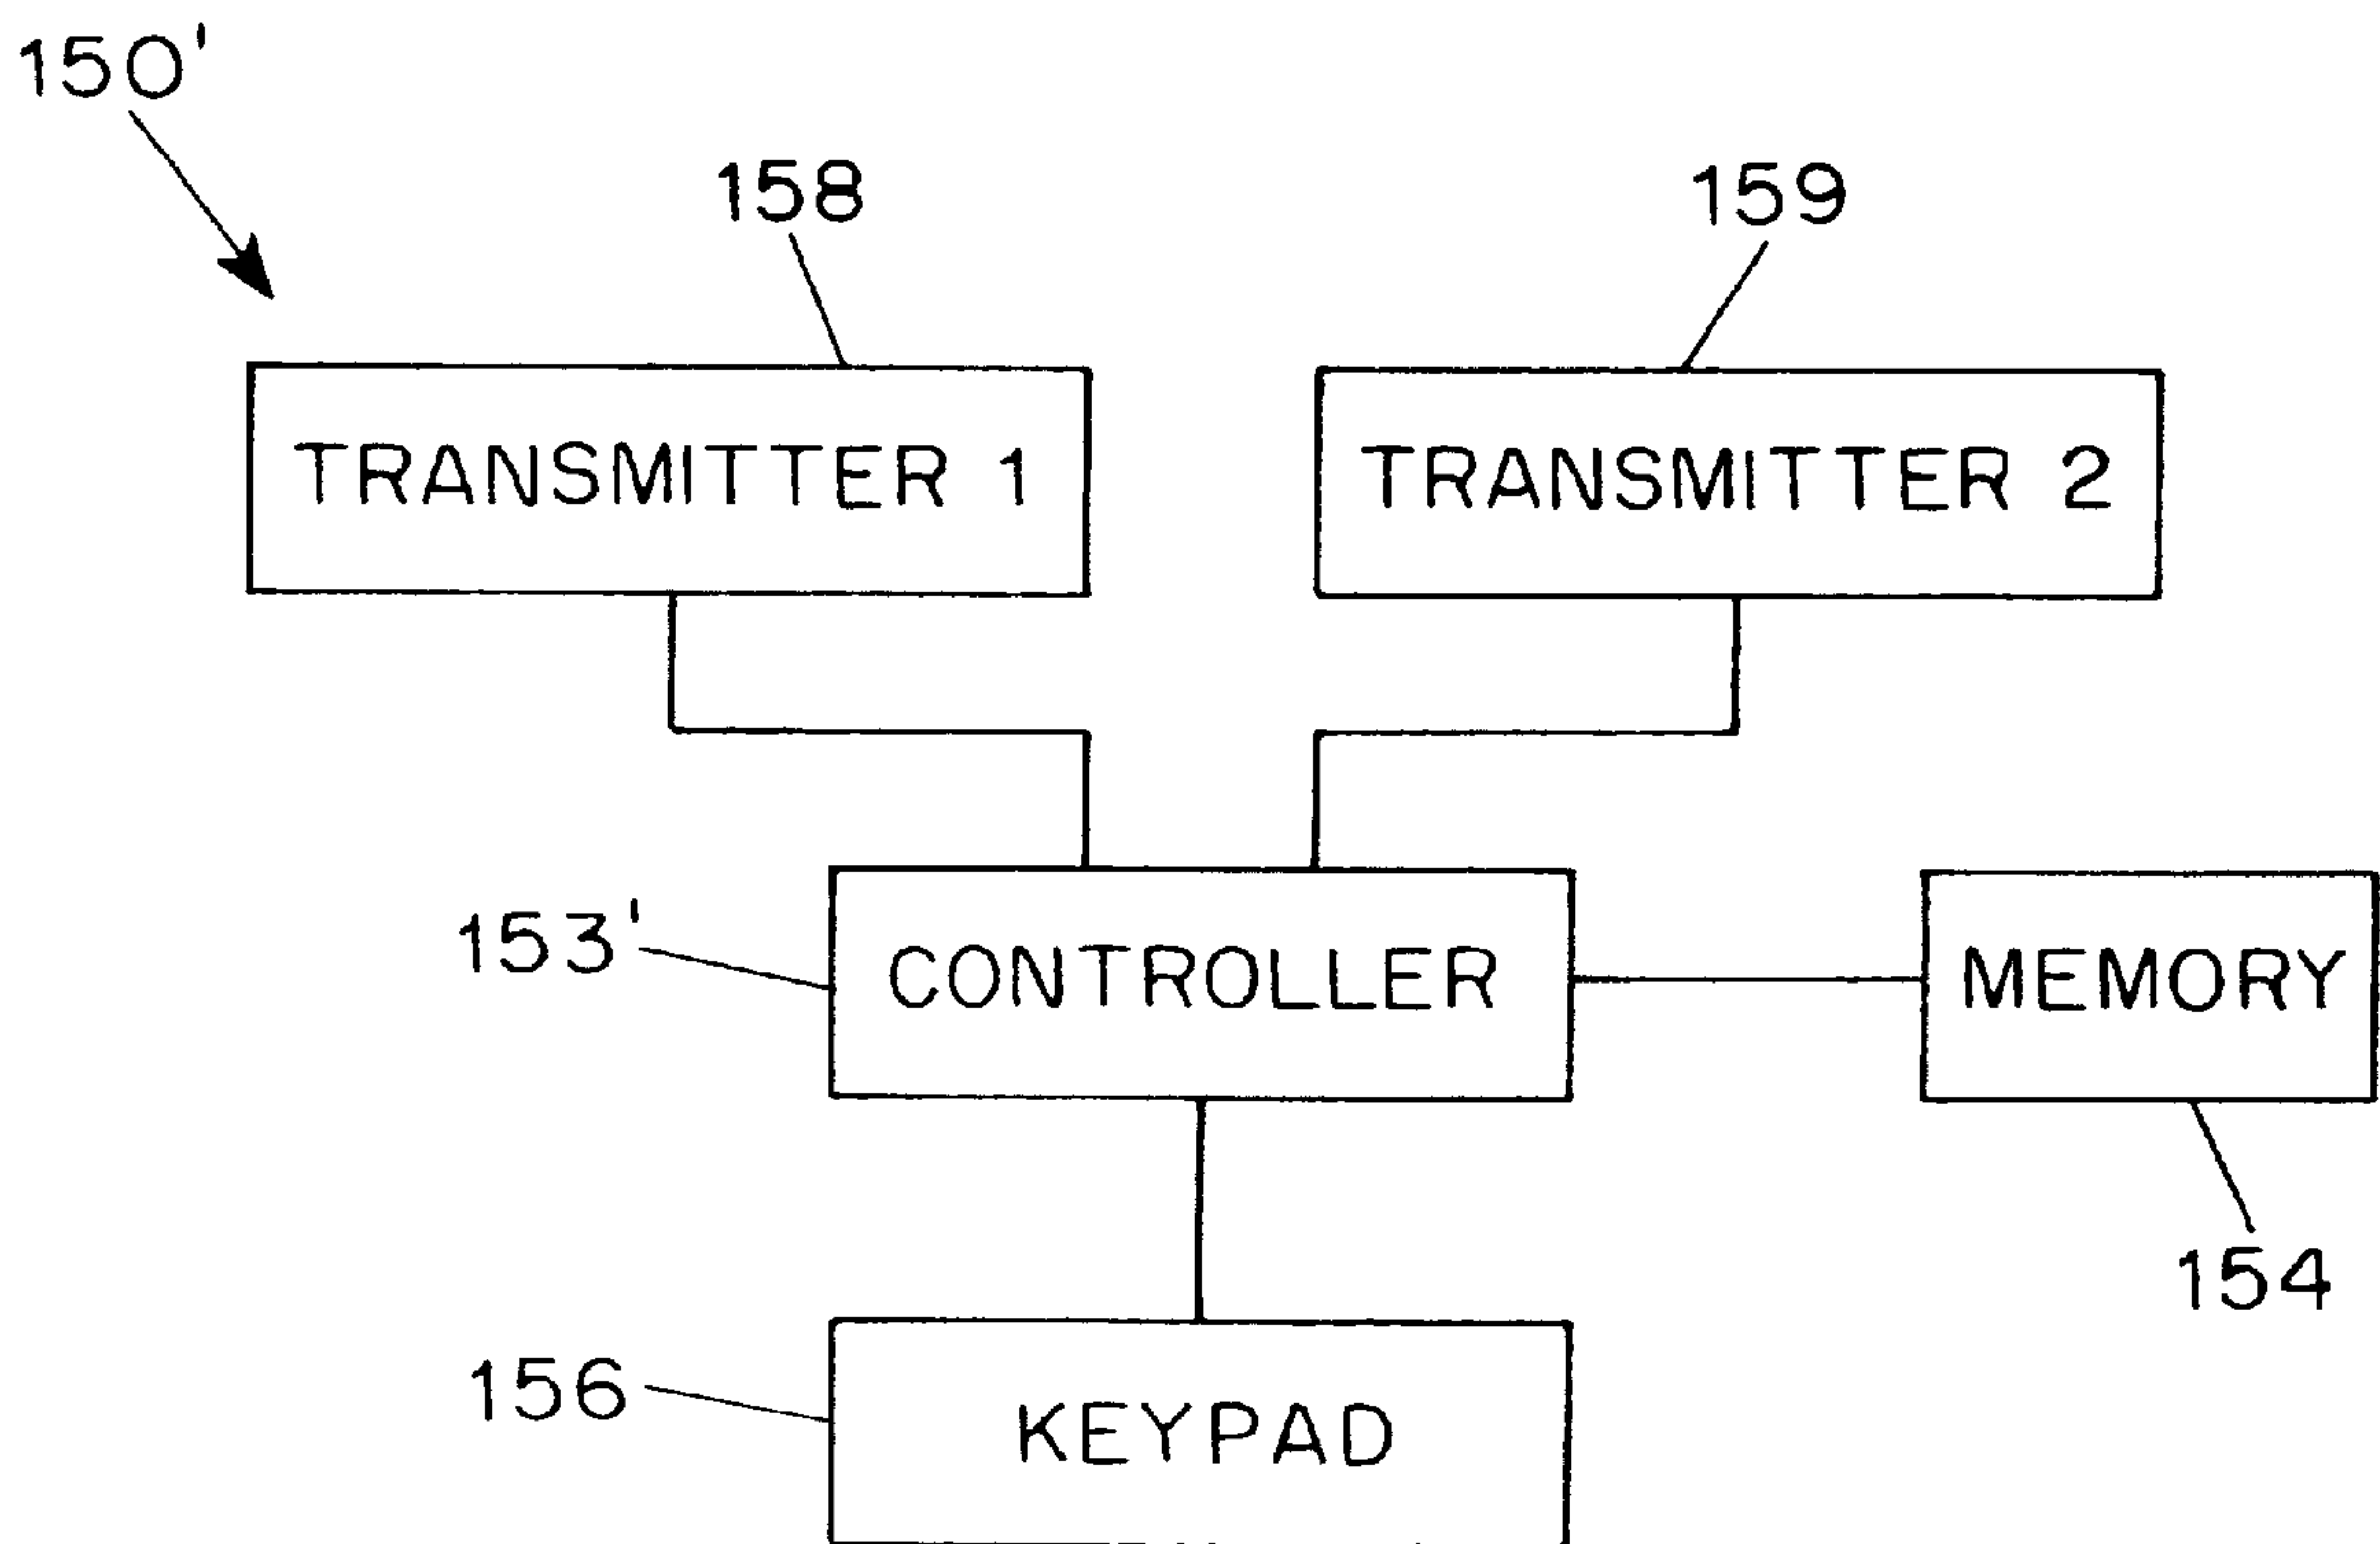 150'
158
159
TRANSMITTER 1
TRANSMITTER 2
153'
CONTROLLER
MEMORY
154
156
KEYPAD